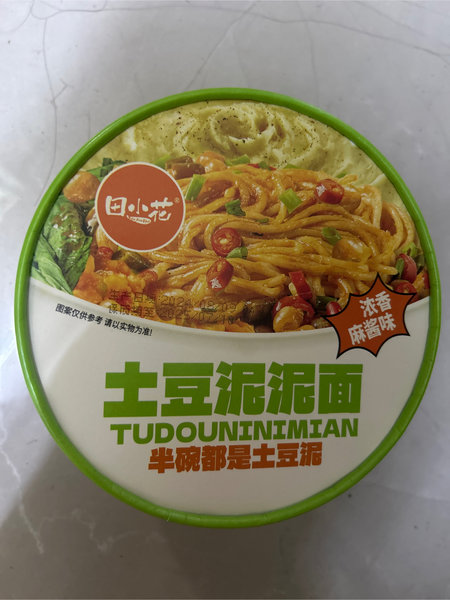 田小花®
图案仅供参考 请以实物为准!
浓香
麻酱味
土豆泥泥面
TUDOUNINIMIAN
半碗都是土豆泥